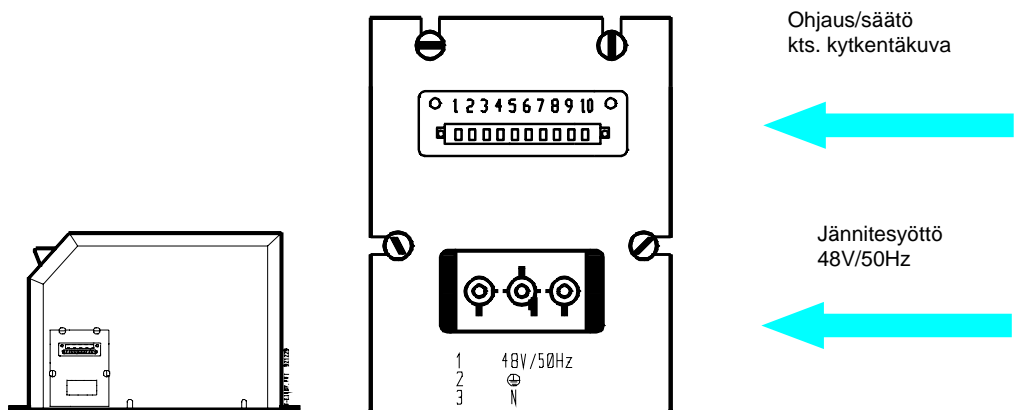 Ohjaus/säätö
kts. kytkentäkuva
1 2 3 4 5 6 7 8 9 10
Jännitesyöttö
48V/50Hz
1 48V/50Hz
2
3 N